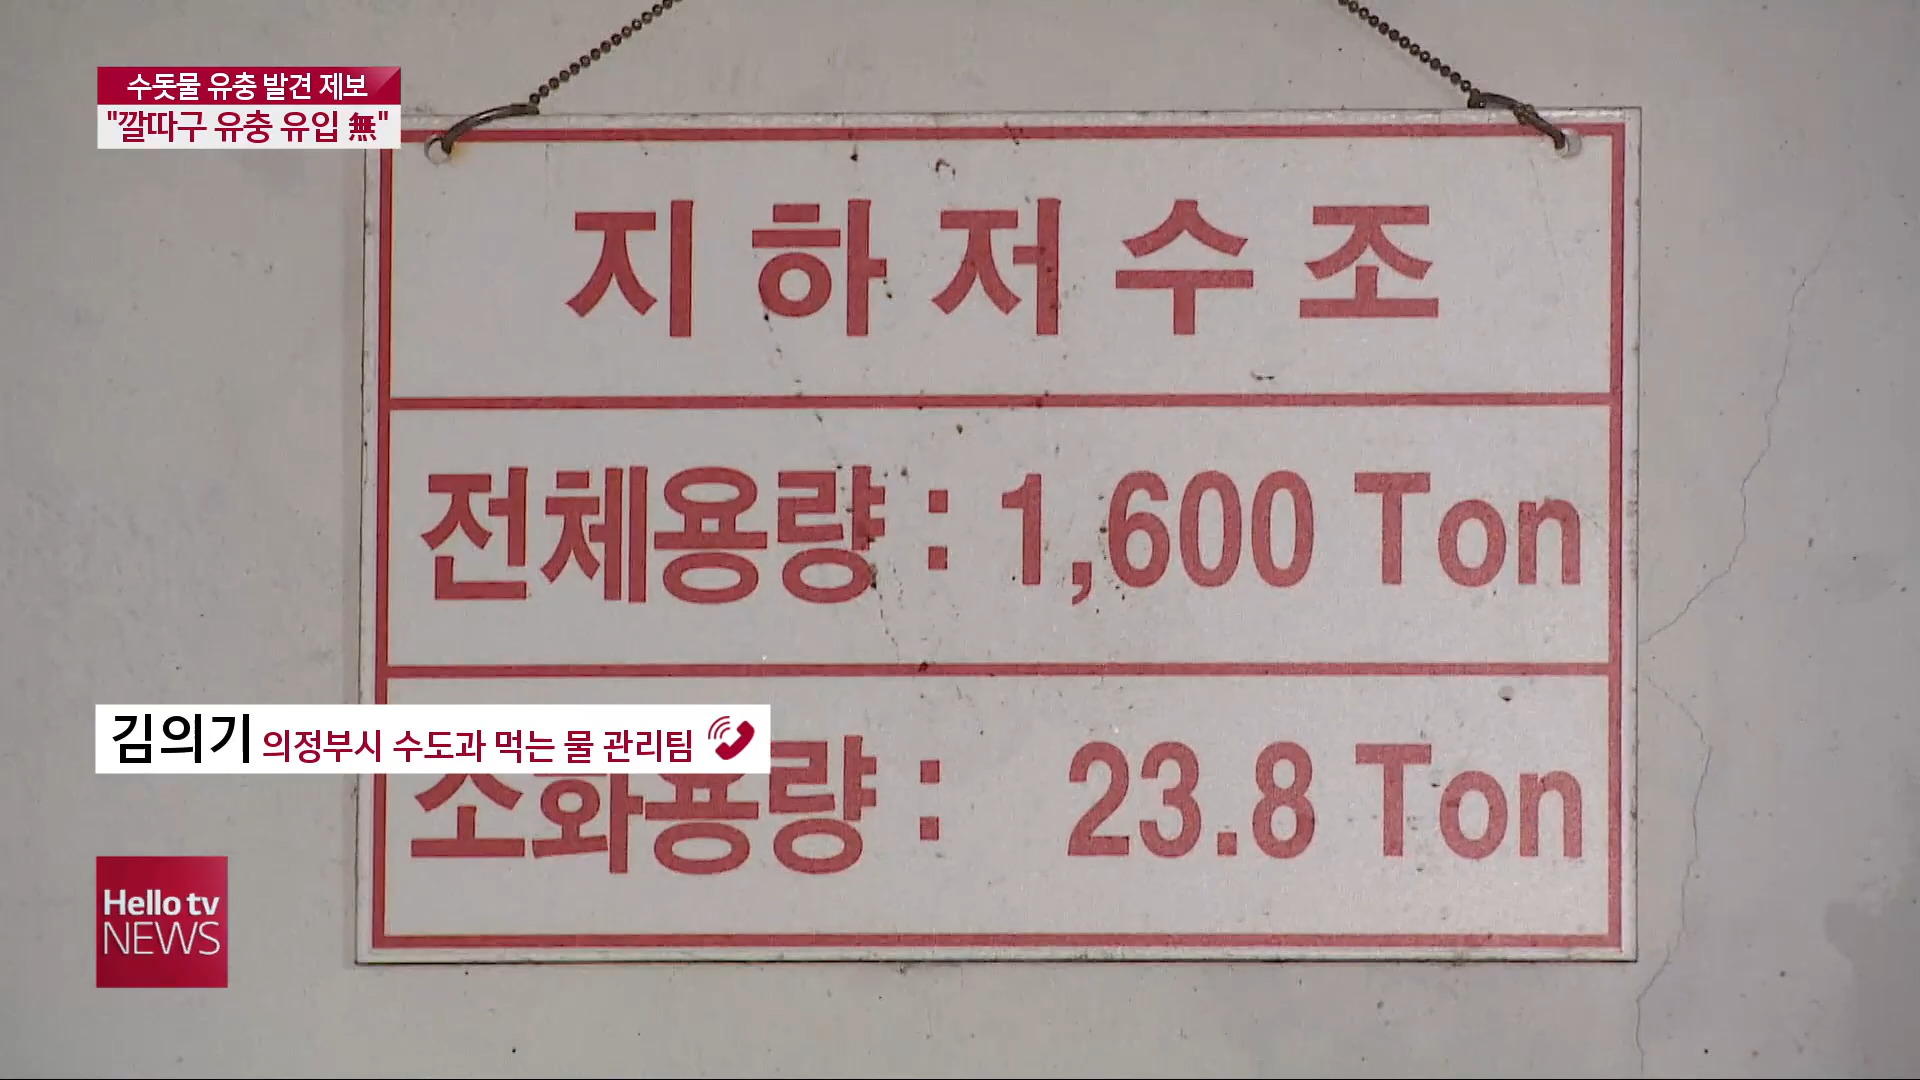 수돗물 유충 발견 제보
"깔따구 유충 유입 無"
지하저수조
전체용량 : 1,600 Ton
김의기 의정부시 수도과 먹는 물 관리팀
소화용량 : 23.8 Ton
Hello tv
NEWS